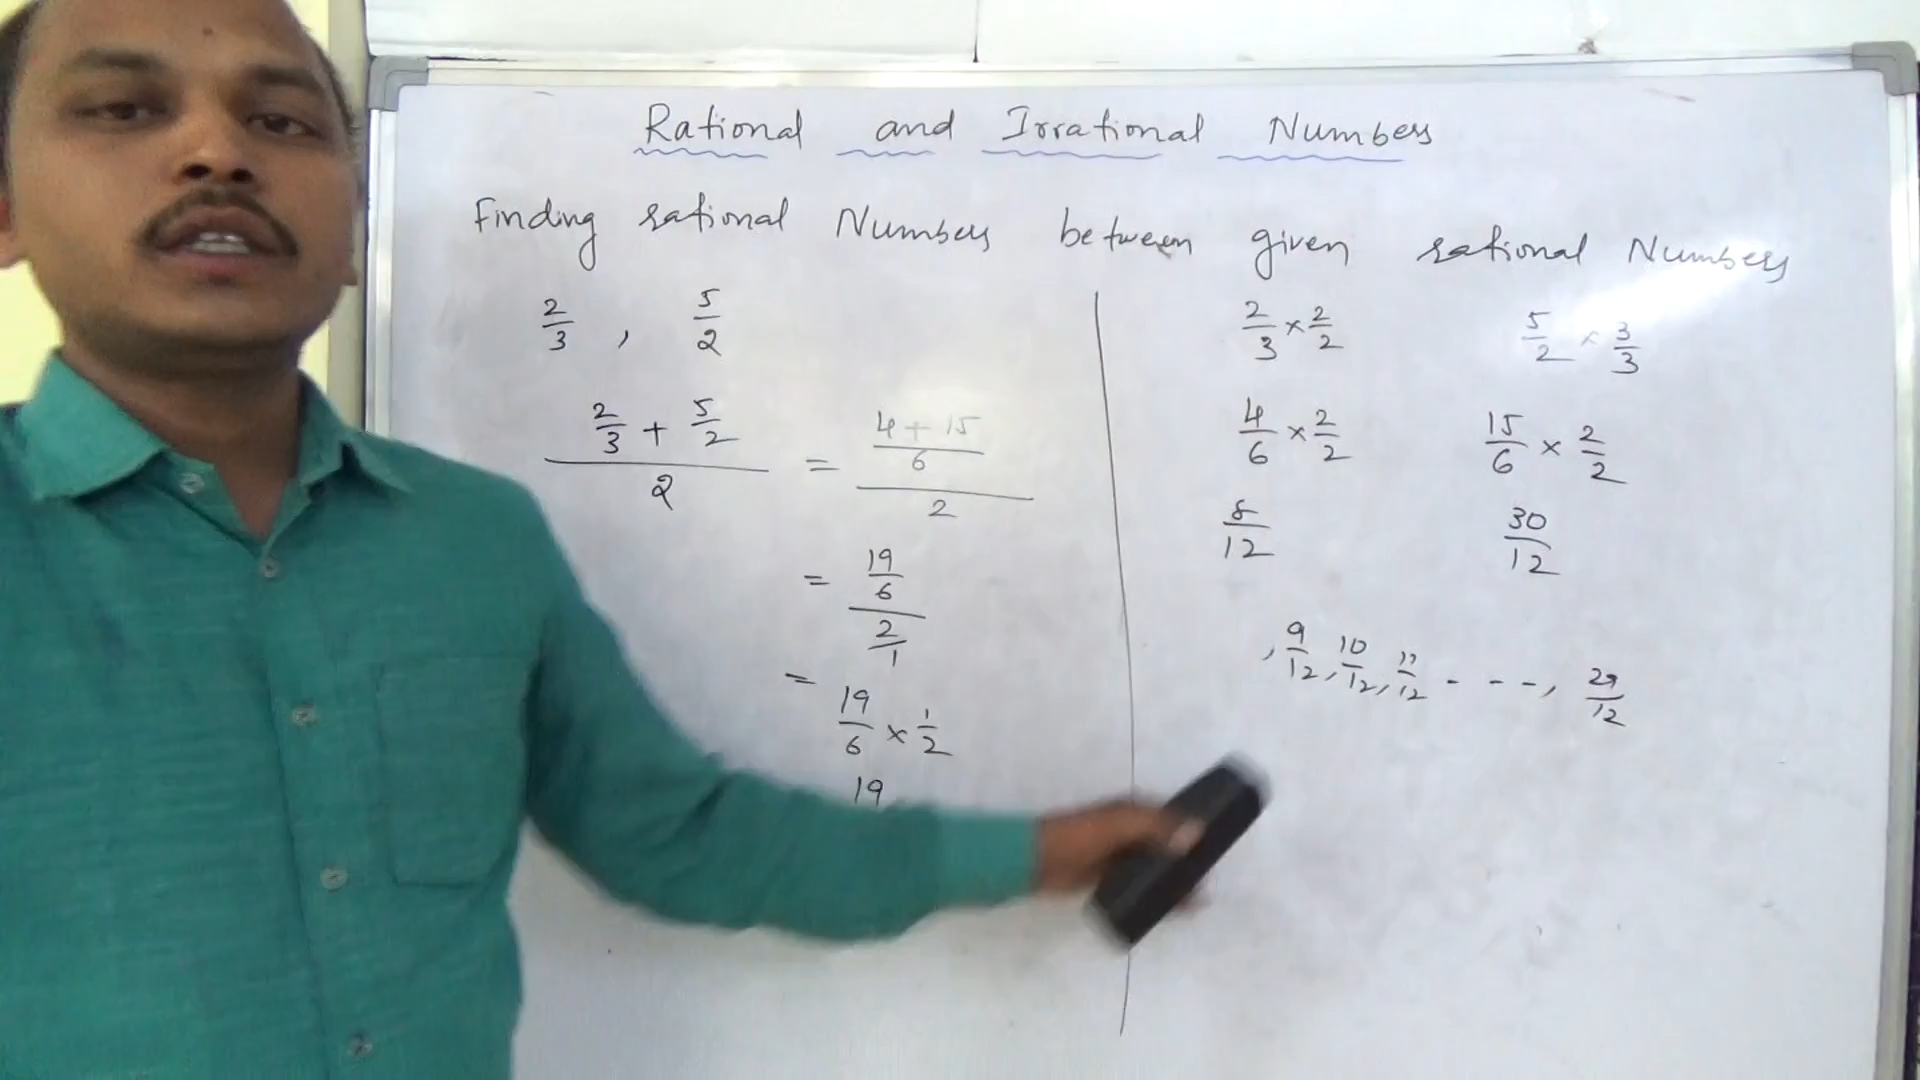 Rational and Irrational Numbers
Finding rational Numbers between given rational Numbers
2/3 , 5/2
(2/3 + 5/2)/2 = ((4+15)/6)/2
= (19/6)/(2/1)
= 19/6 × 1/2
19
2/3 × 2/2 5/2 × 3/3
4/6 × 2/2 15/6 × 2/2
8/12 30/12
, 9/12, 10/12, 11/12 - - - -, 29/12